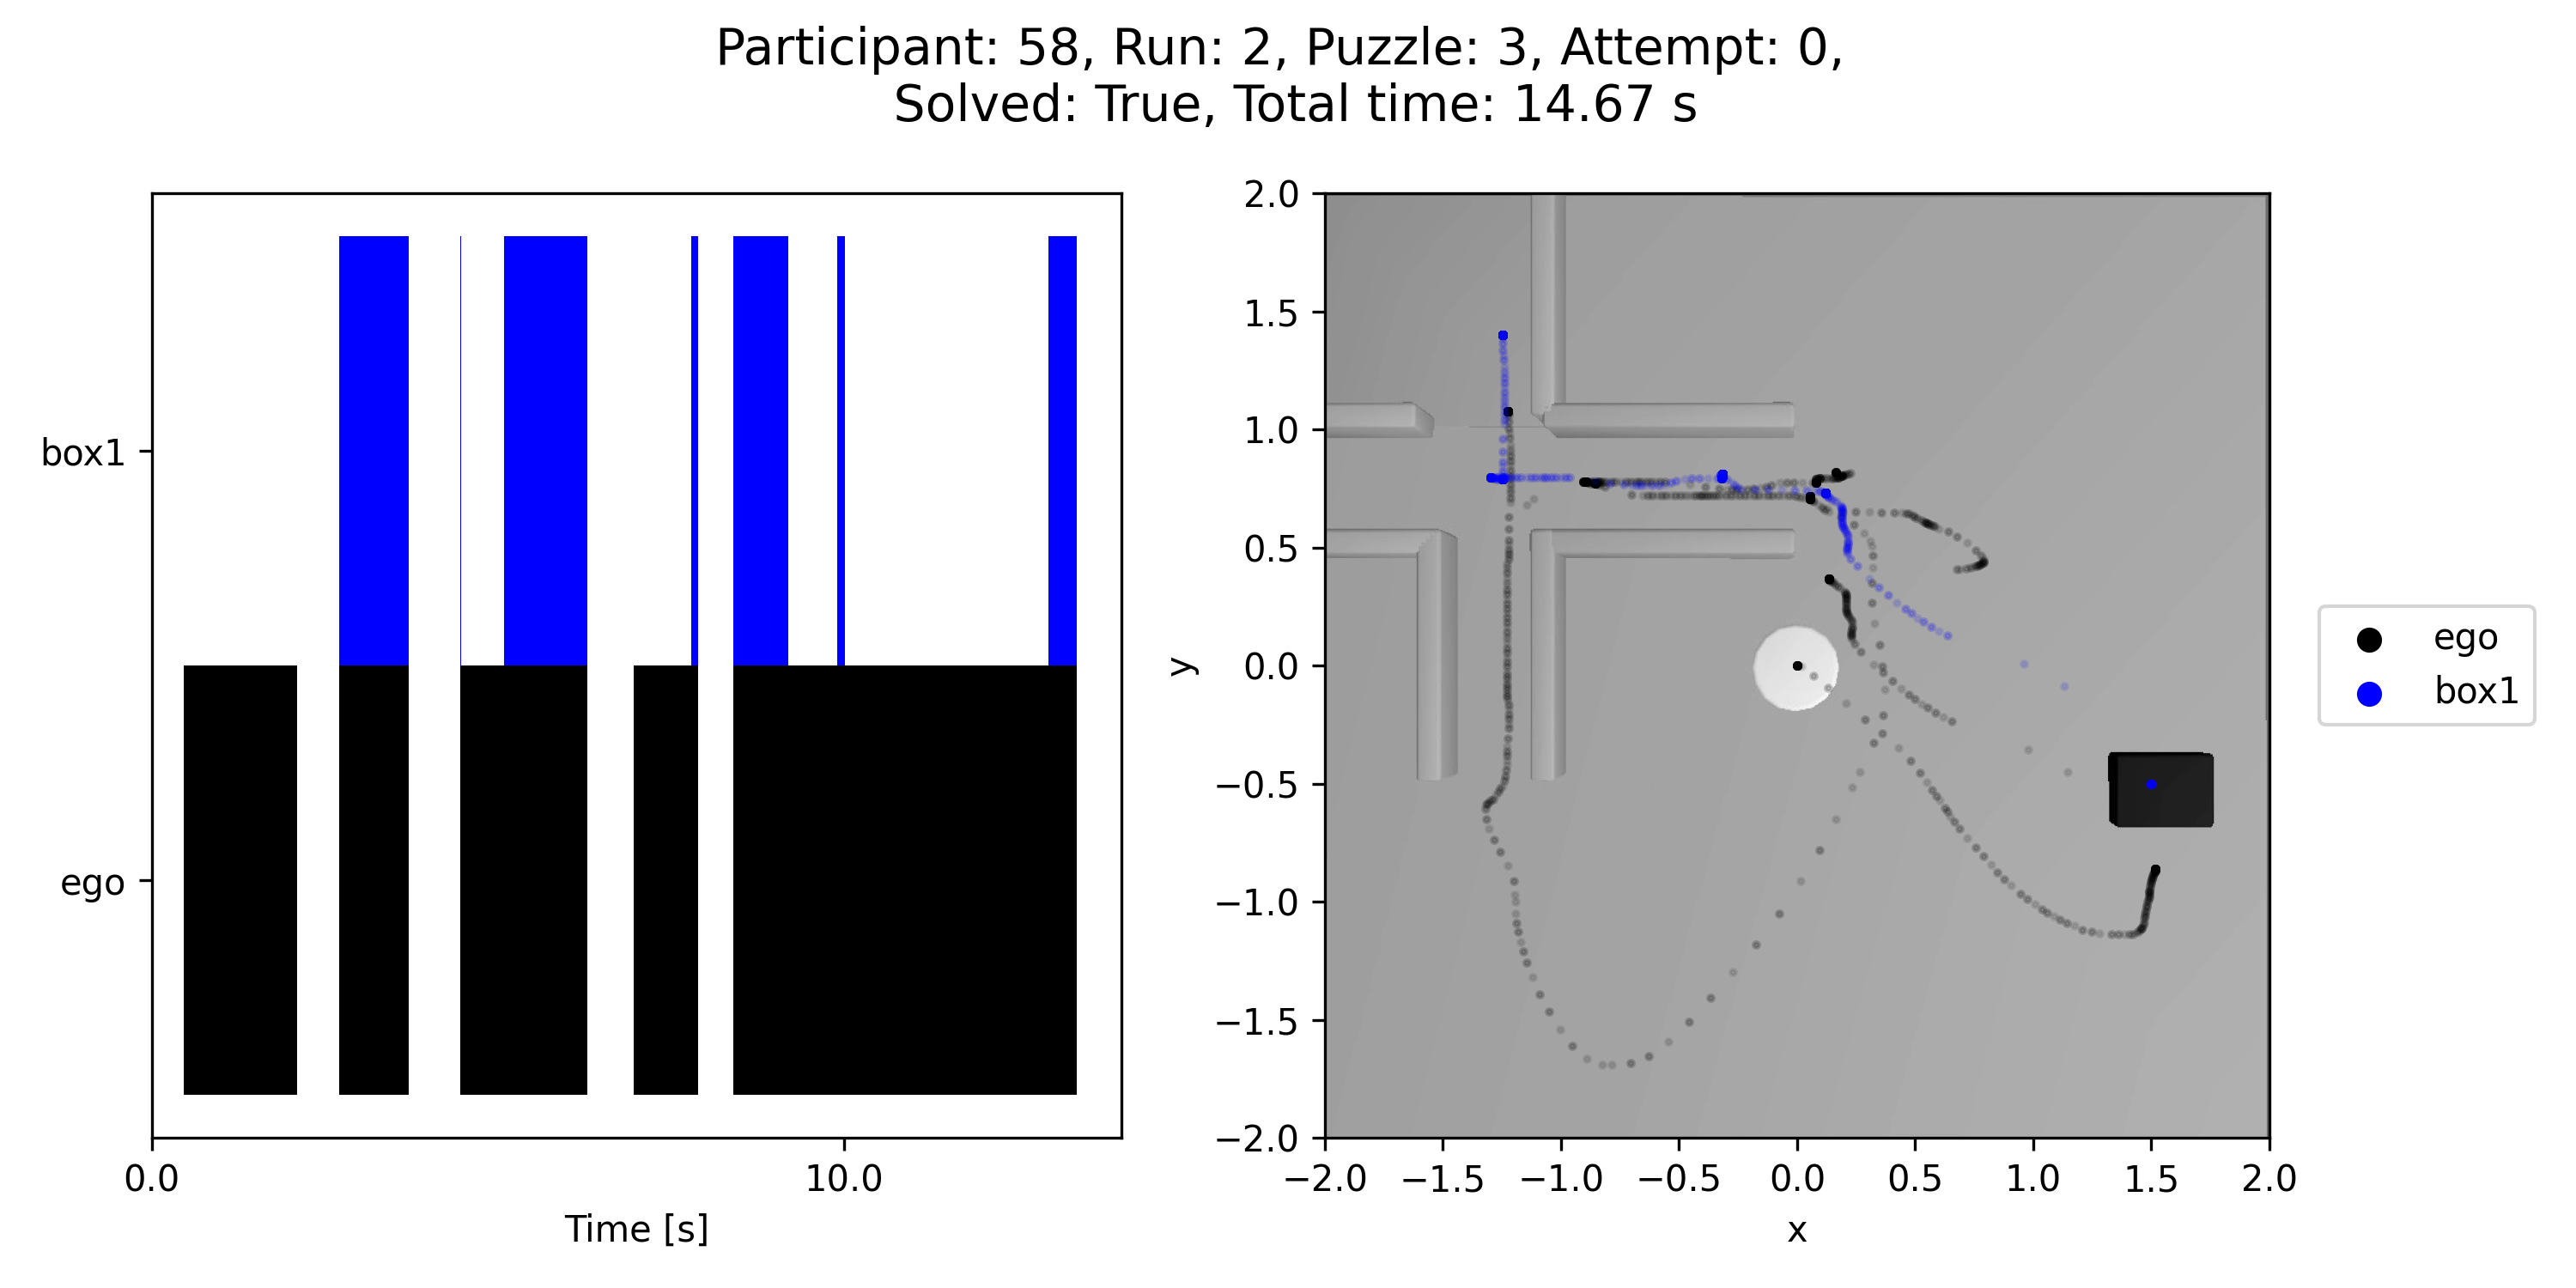 Participant: 58, Run: 2, Puzzle: 3, Attempt: 0,
Solved: True, Total time: 14.67 s
box1
ego
0.0
10.0
Time [s]
2.0
1.5
1.0
0.5
0.0
−0.5
−1.0
−1.5
−2.0
y
−2.0
−1.5
−1.0
−0.5
0.0
0.5
1.0
1.5
2.0
x
ego
box1